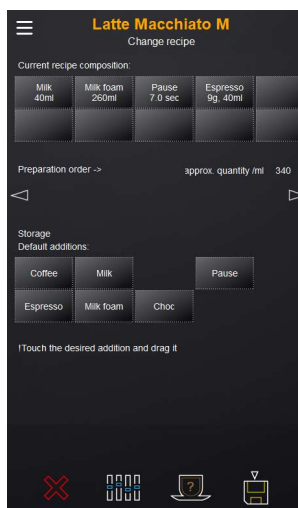 Latte Macchiato M
Change recipe
Current recipe composition:
Milk Milk foam Pause Espresso
40ml 260ml 7.0 sec 9g, 40ml
Preparation order -> approx. quantity /ml 340
Storage
Default additions:
Coffee Milk Pause
Espresso Milk foam Choc
!Touch the desired addition and drag it
?